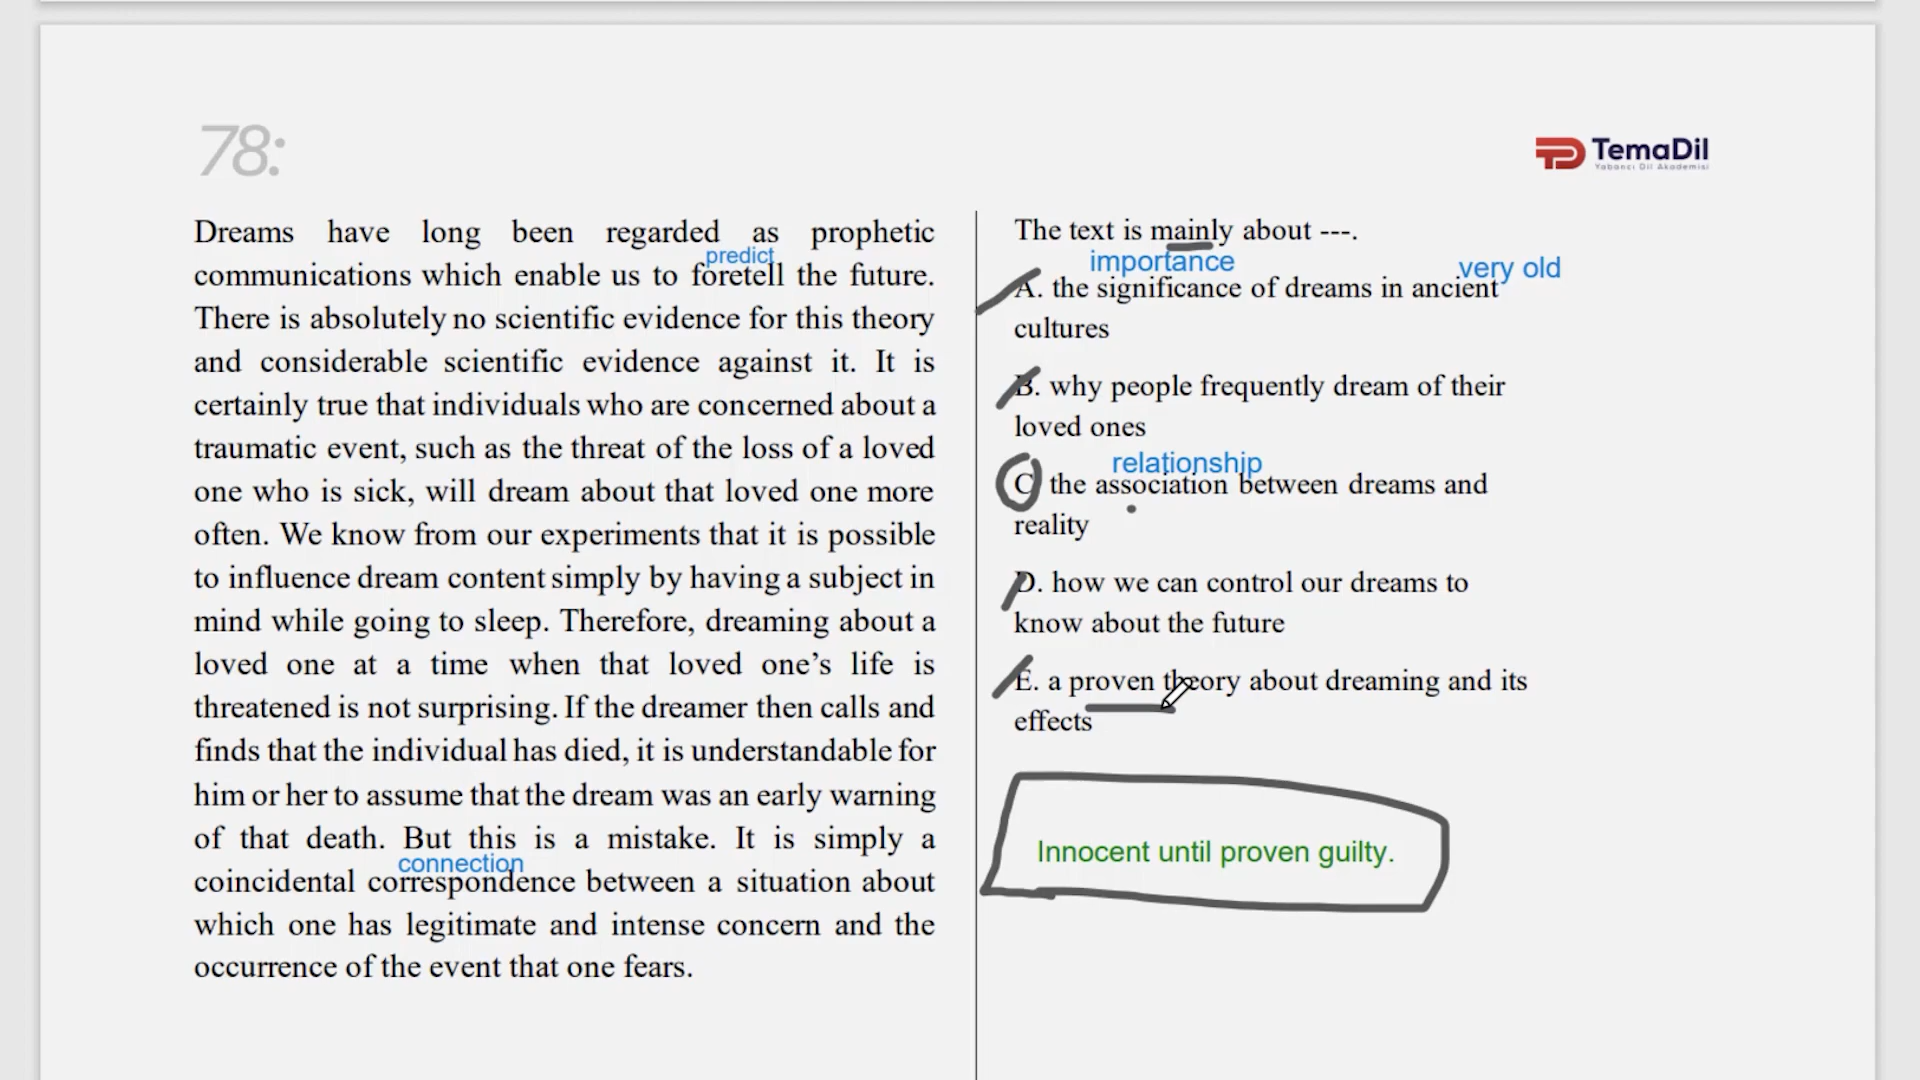 78:
TemaDil
Yabancı Dil Akademisi
Dreams have long been regarded as prophetic
predict
communications which enable us to foretell the future.
There is absolutely no scientific evidence for this theory
and considerable scientific evidence against it. It is
certainly true that individuals who are concerned about a
traumatic event, such as the threat of the loss of a loved
one who is sick, will dream about that loved one more
often. We know from our experiments that it is possible
to influence dream content simply by having a subject in
mind while going to sleep. Therefore, dreaming about a
loved one at a time when that loved one’s life is
threatened is not surprising. If the dreamer then calls and
finds that the individual has died, it is understandable for
him or her to assume that the dream was an early warning
of that death. But this is a mistake. It is simply a
connection
coincidental correspondence between a situation about
which one has legitimate and intense concern and the
occurrence of the event that one fears.
The text is mainly about ---.
importance very old
A. the significance of dreams in ancient
cultures
B. why people frequently dream of their
loved ones
relationship
C. the association between dreams and
reality
D. how we can control our dreams to
know about the future
E. a proven theory about dreaming and its
effects
Innocent until proven guilty.